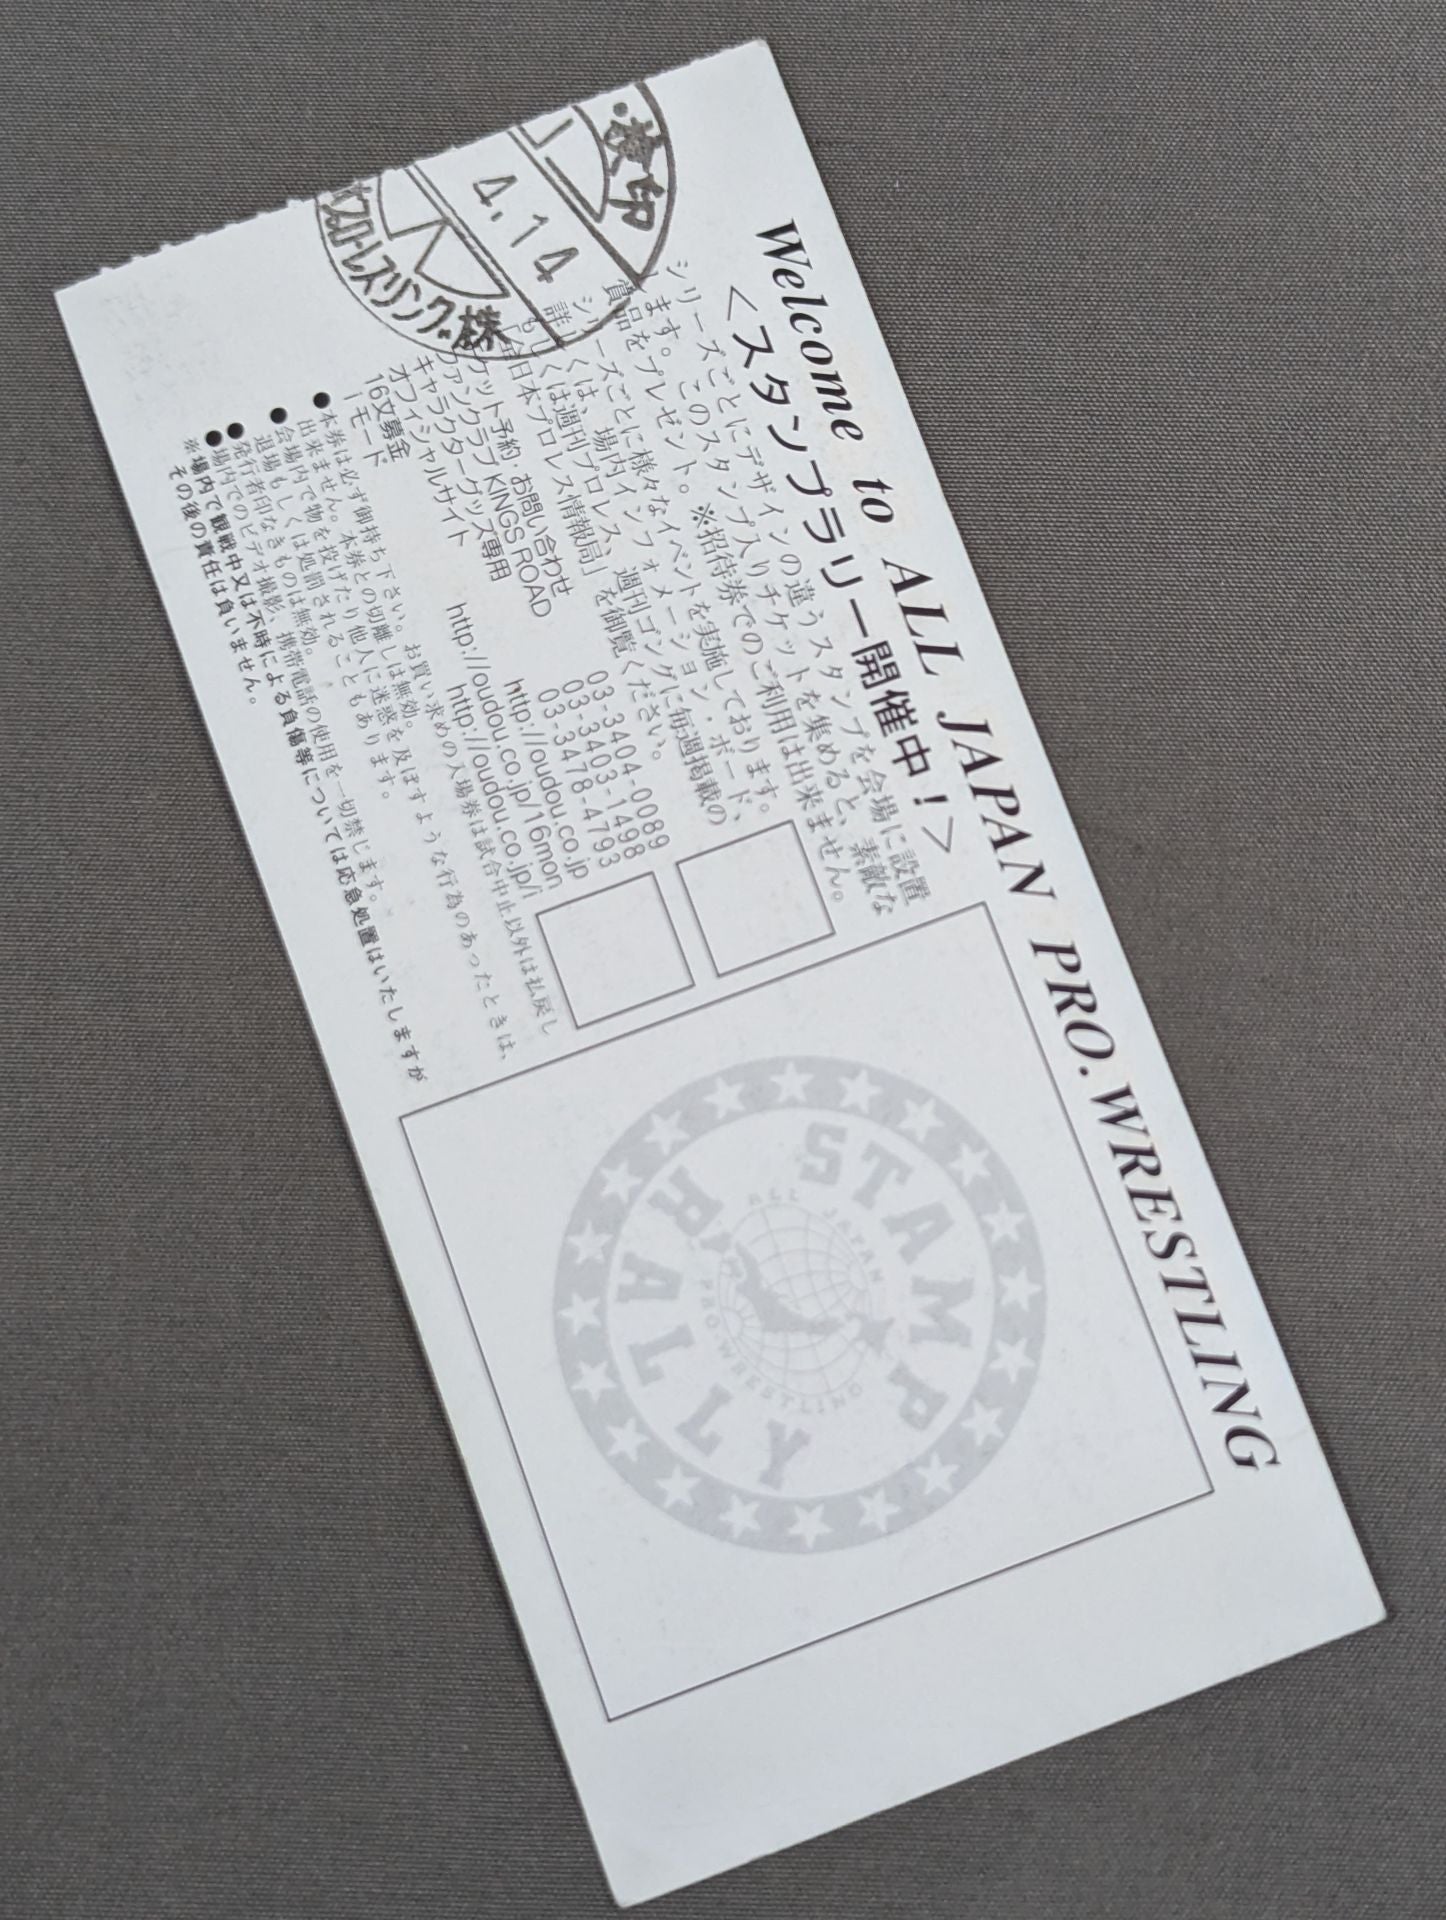 Welcome to ALL JAPAN PRO.WRESTLING
<スタンプラリー開催中!>
シリーズごとにデザインの違うスタンプを会場に設置
します。このスタンプ入りチケットを集めると、素敵な
賞品をプレゼント。※招待券でのご利用は出来ません。
シリーズごとに様々なイベントを実施しております。
詳しくは、場内インフォメーション・ボード、
もしくは週刊プロレス、週刊ゴングに毎週掲載の
「全日本プロレス情報局」を御覧ください。
ケット予約・お問い合わせ 03-3404-0089
ファンクラブ KINGS ROAD 03-3403-1498
キャラクターグッズ専用 03-3478-4793
オフィシャルサイト http://oudou.co.jp
16文募金 http://oudou.co.jp/16mon
iモード http://oudou.co.jp/i
●本券は必ず御持ち下さい。お買い求めの入場券は試合中止以外は払戻し
出来ません。本券との切離しは無効。
●会場内で物を投げたり他人に迷惑を及ぼすような行為のあったときは、
退場もしくは処罰されることもあります。
●発行者印なきものは無効。
●場内でのビデオ撮影、携帯電話の使用を一切禁じます。
※場内で観戦中又は不時による負傷等については応急処置はいたしますが
その後の責任は負いません。
・検印
4.14
プロレスリング・株
STAMP
RALLY
ALL JAPAN
PRO.WRESTLING